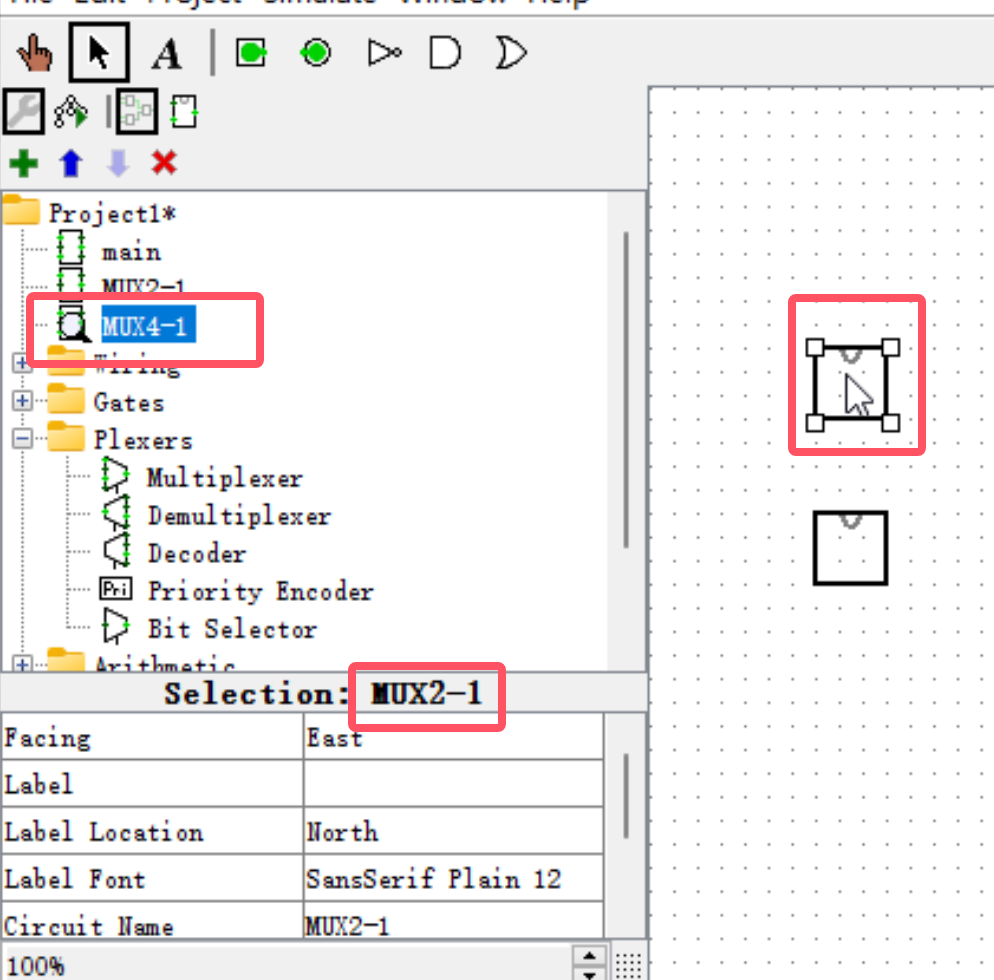 File Edit Project Simulate Window Help
A
Project1*
main
MUX2-1
MUX4-1
Wiring
Gates
Plexers
Multiplexer
Demultiplexer
Decoder
Pri Priority Encoder
Bit Selector
Arithmetic
Selection: MUX2-1
Facing East
Label
Label Location North
Label Font SansSerif Plain 12
Circuit Name MUX2-1
100%